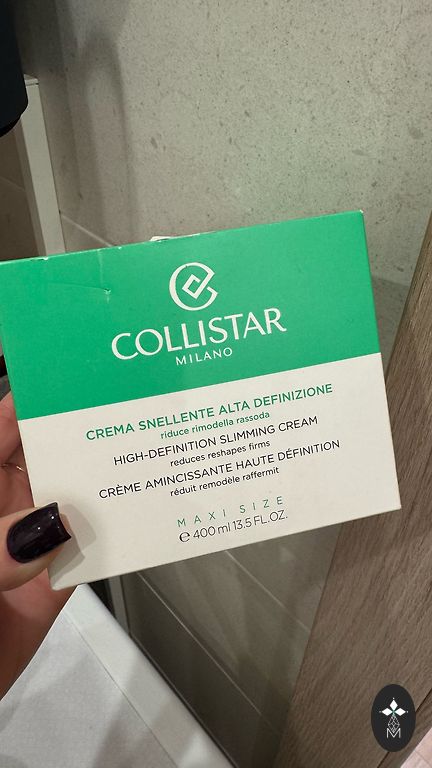 COLLISTAR
MILANO
CREMA SNELLENTE ALTA DEFINIZIONE
riduce rimodella rassoda
HIGH-DEFINITION SLIMMING CREAM
reduces reshapes firms
CRÈME AMINCISSANTE HAUTE DÉFINITION
réduit remodèle raffermit
MAXI SIZE
℮ 400 ml 13.5 FL.OZ.